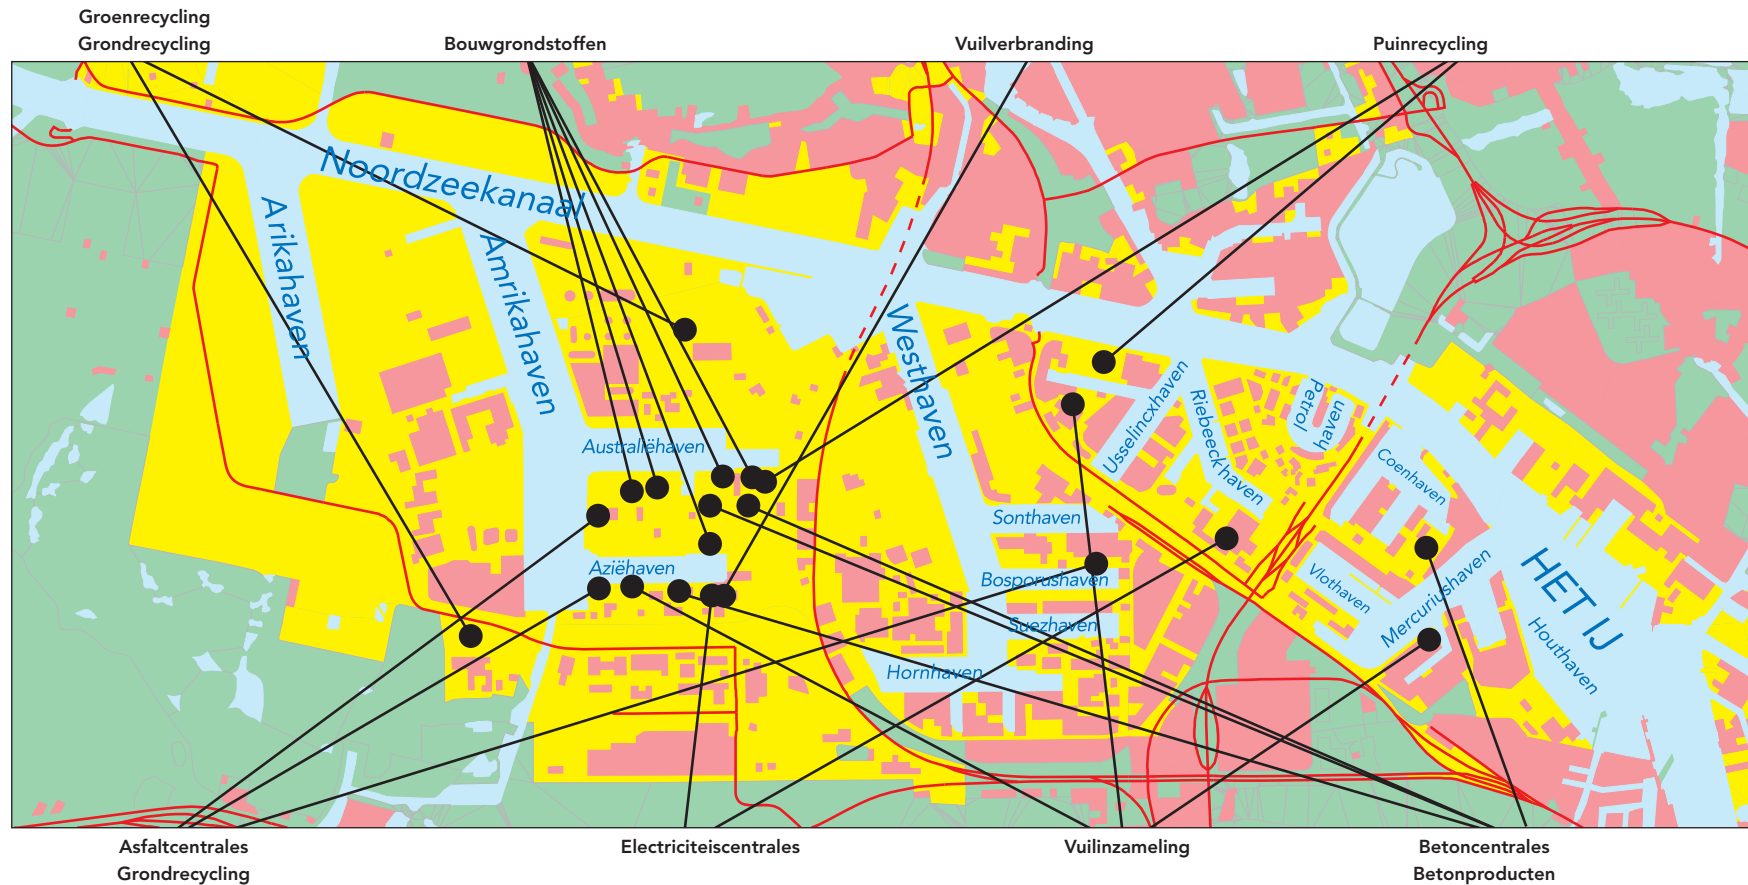 Groenrecycling
Grondrecycling
Bouwgrondstoffen
Vuilverbranding
Puinrecycling
Noordzeekanaal
Arikahaven
Amrikahaven
Westhaven
Australiëhaven
Usselincxhaven
Riebeeckhaven
Petrol
haven
Coenhaven
Sonthaven
Aziëhaven
Bosporushaven
Vlothaven
Mercuriushaven
HET IJ
Suezhaven
Houthaven
Hornhaven
Asfaltcentrales
Grondrecycling
Electriciteiscentrales
Vuilinzameling
Betoncentrales
Betonproducten